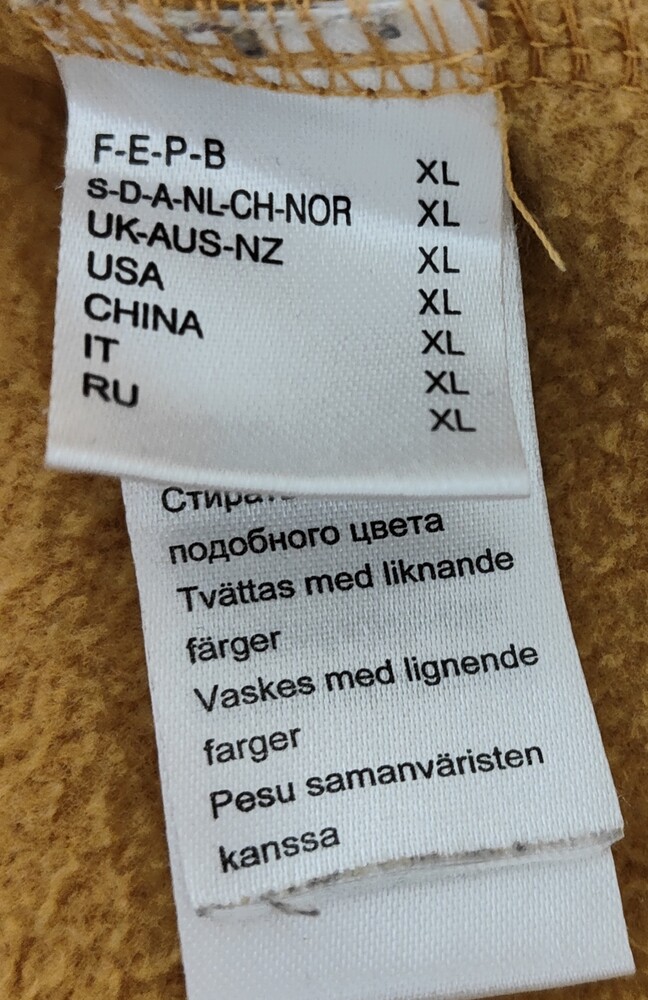 F-E-P-B XL
S-D-A-NL-CH-NOR XL
UK-AUS-NZ XL
USA XL
CHINA XL
IT XL
RU XL
подобного цвета
Tvättas med liknande
färger
Vaskes med lignende
farger
Pesu samanväristen
kanssa